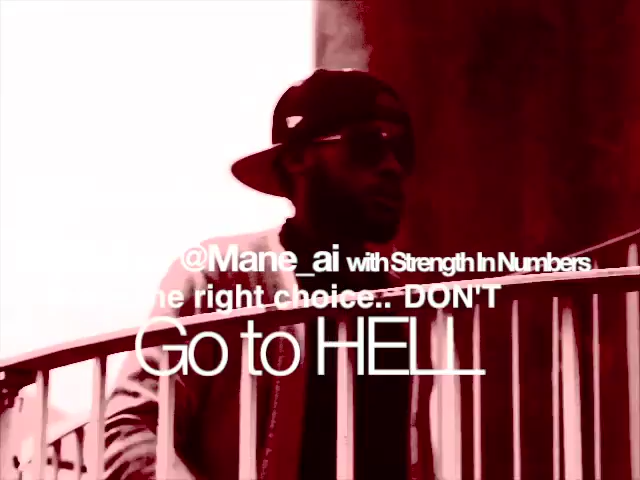 @Mane_ai with Strength In Numbers
right choice.. DON'T
Go to HELL